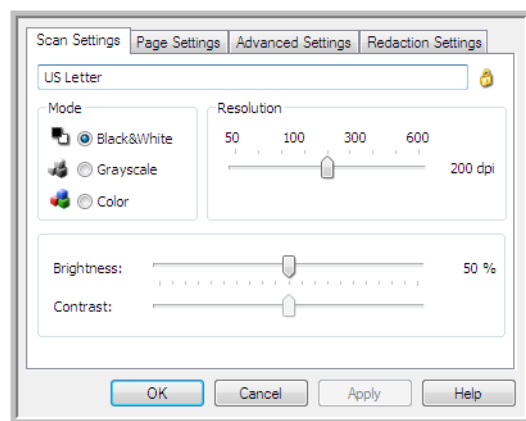 Scan Settings Page Settings Advanced Settings Redaction Settings
US Letter
Mode
Black&White
Grayscale
Color
Resolution
50 100 300 600
200 dpi
Brightness: 50 %
Contrast:
OK Cancel Apply Help